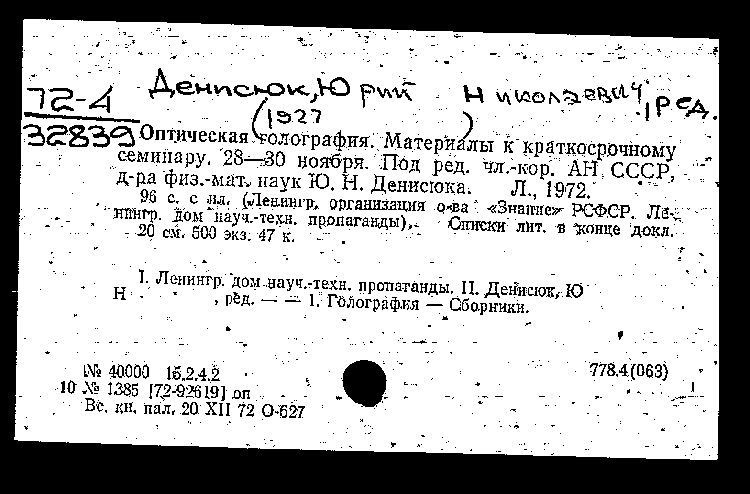 Денисюк, Юрий Николаевич, ред.
72-4
(1927 )
32839
Оптическая голография. Материалы к краткосрочному
семинару. 28—30 ноября. Под ред. чл.-кор. АН СССР,
д-ра физ.-мат. наук Ю. Н. Денисюка. Л., 1972.
96 с. с ил. (Ленингр. организация о-ва «Знание» РСФСР. Ле-
нингр. дом науч.-техн. пропаганды). Списки лит. в конце докл.
20 см. 500 экз. 47 к.
I. Ленингр. дом науч.-техн. пропаганды. II. Денисюк, Ю
Н , ред. — — 1. Голография — Сборники.
№ 40000 15.2.4.2 778.4(063)
10 № 1385 [72-92619] оп 1
Вс. кн. пал. 20 XII 72 О-627